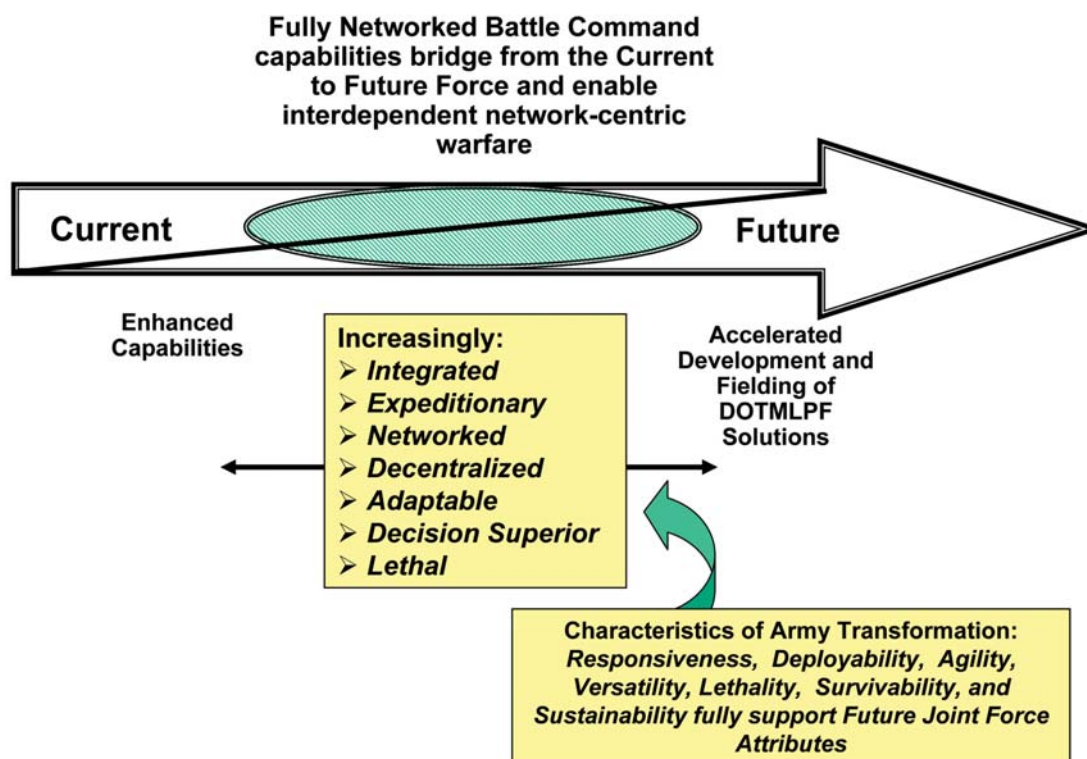 Fully Networked Battle Command
capabilities bridge from the Current
to Future Force and enable
interdependent network-centric
warfare
Current
Future
Enhanced
Capabilities
Increasingly:
➢ Integrated
➢ Expeditionary
➢ Networked
➢ Decentralized
➢ Adaptable
➢ Decision Superior
➢ Lethal
Accelerated
Development and
Fielding of
DOTMLPF
Solutions
Characteristics of Army Transformation:
Responsiveness, Deployability, Agility,
Versatility, Lethality, Survivability, and
Sustainability fully support Future Joint Force
Attributes